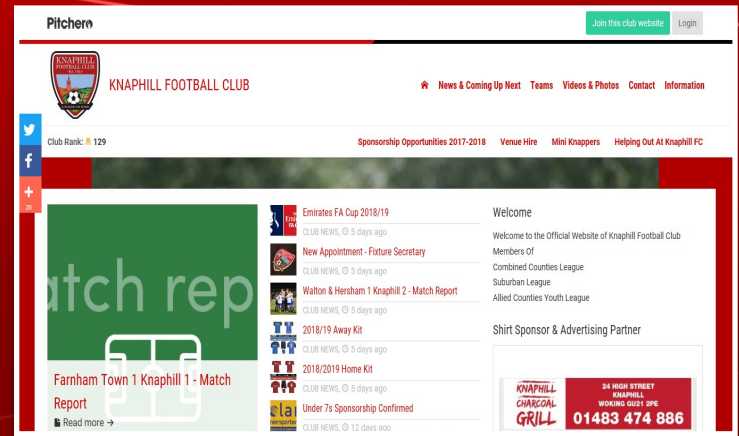 Pitchero
Join this club website
Login
KNAPHILL
FOOTBALL CLUB
KNAPHILL FOOTBALL CLUB
News & Coming Up Next Teams Videos & Photos Contact Information
Club Rank: 129
Sponsorship Opportunities 2017-2018 Venue Hire Mini Knappers Helping Out At Knaphill FC
20
atch rep
Farnham Town 1 Knaphill 1 - Match
Report
Read more →
Emirates FA Cup 2018/19
CLUB NEWS, 5 days ago
New Appointment - Fixture Secretary
CLUB NEWS, 5 days ago
Walton & Hersham 1 Knaphill 2 - Match Report
CLUB NEWS, 5 days ago
2018/19 Away Kit
CLUB NEWS, 5 days ago
2018/2019 Home Kit
CLUB NEWS, 5 days ago
Under 7s Sponsorship Confirmed
CLUB NEWS, 12 days ago
Welcome
Welcome to the Official Website of Knaphill Football Club
Members Of
Combined Counties League
Suburban League
Allied Counties Youth League
Shirt Sponsor & Advertising Partner
KNAPHILL
CHARCOAL
GRILL
24 HIGH STREET
KNAPHILL
WOKING GU21 2PE
01483 474 886